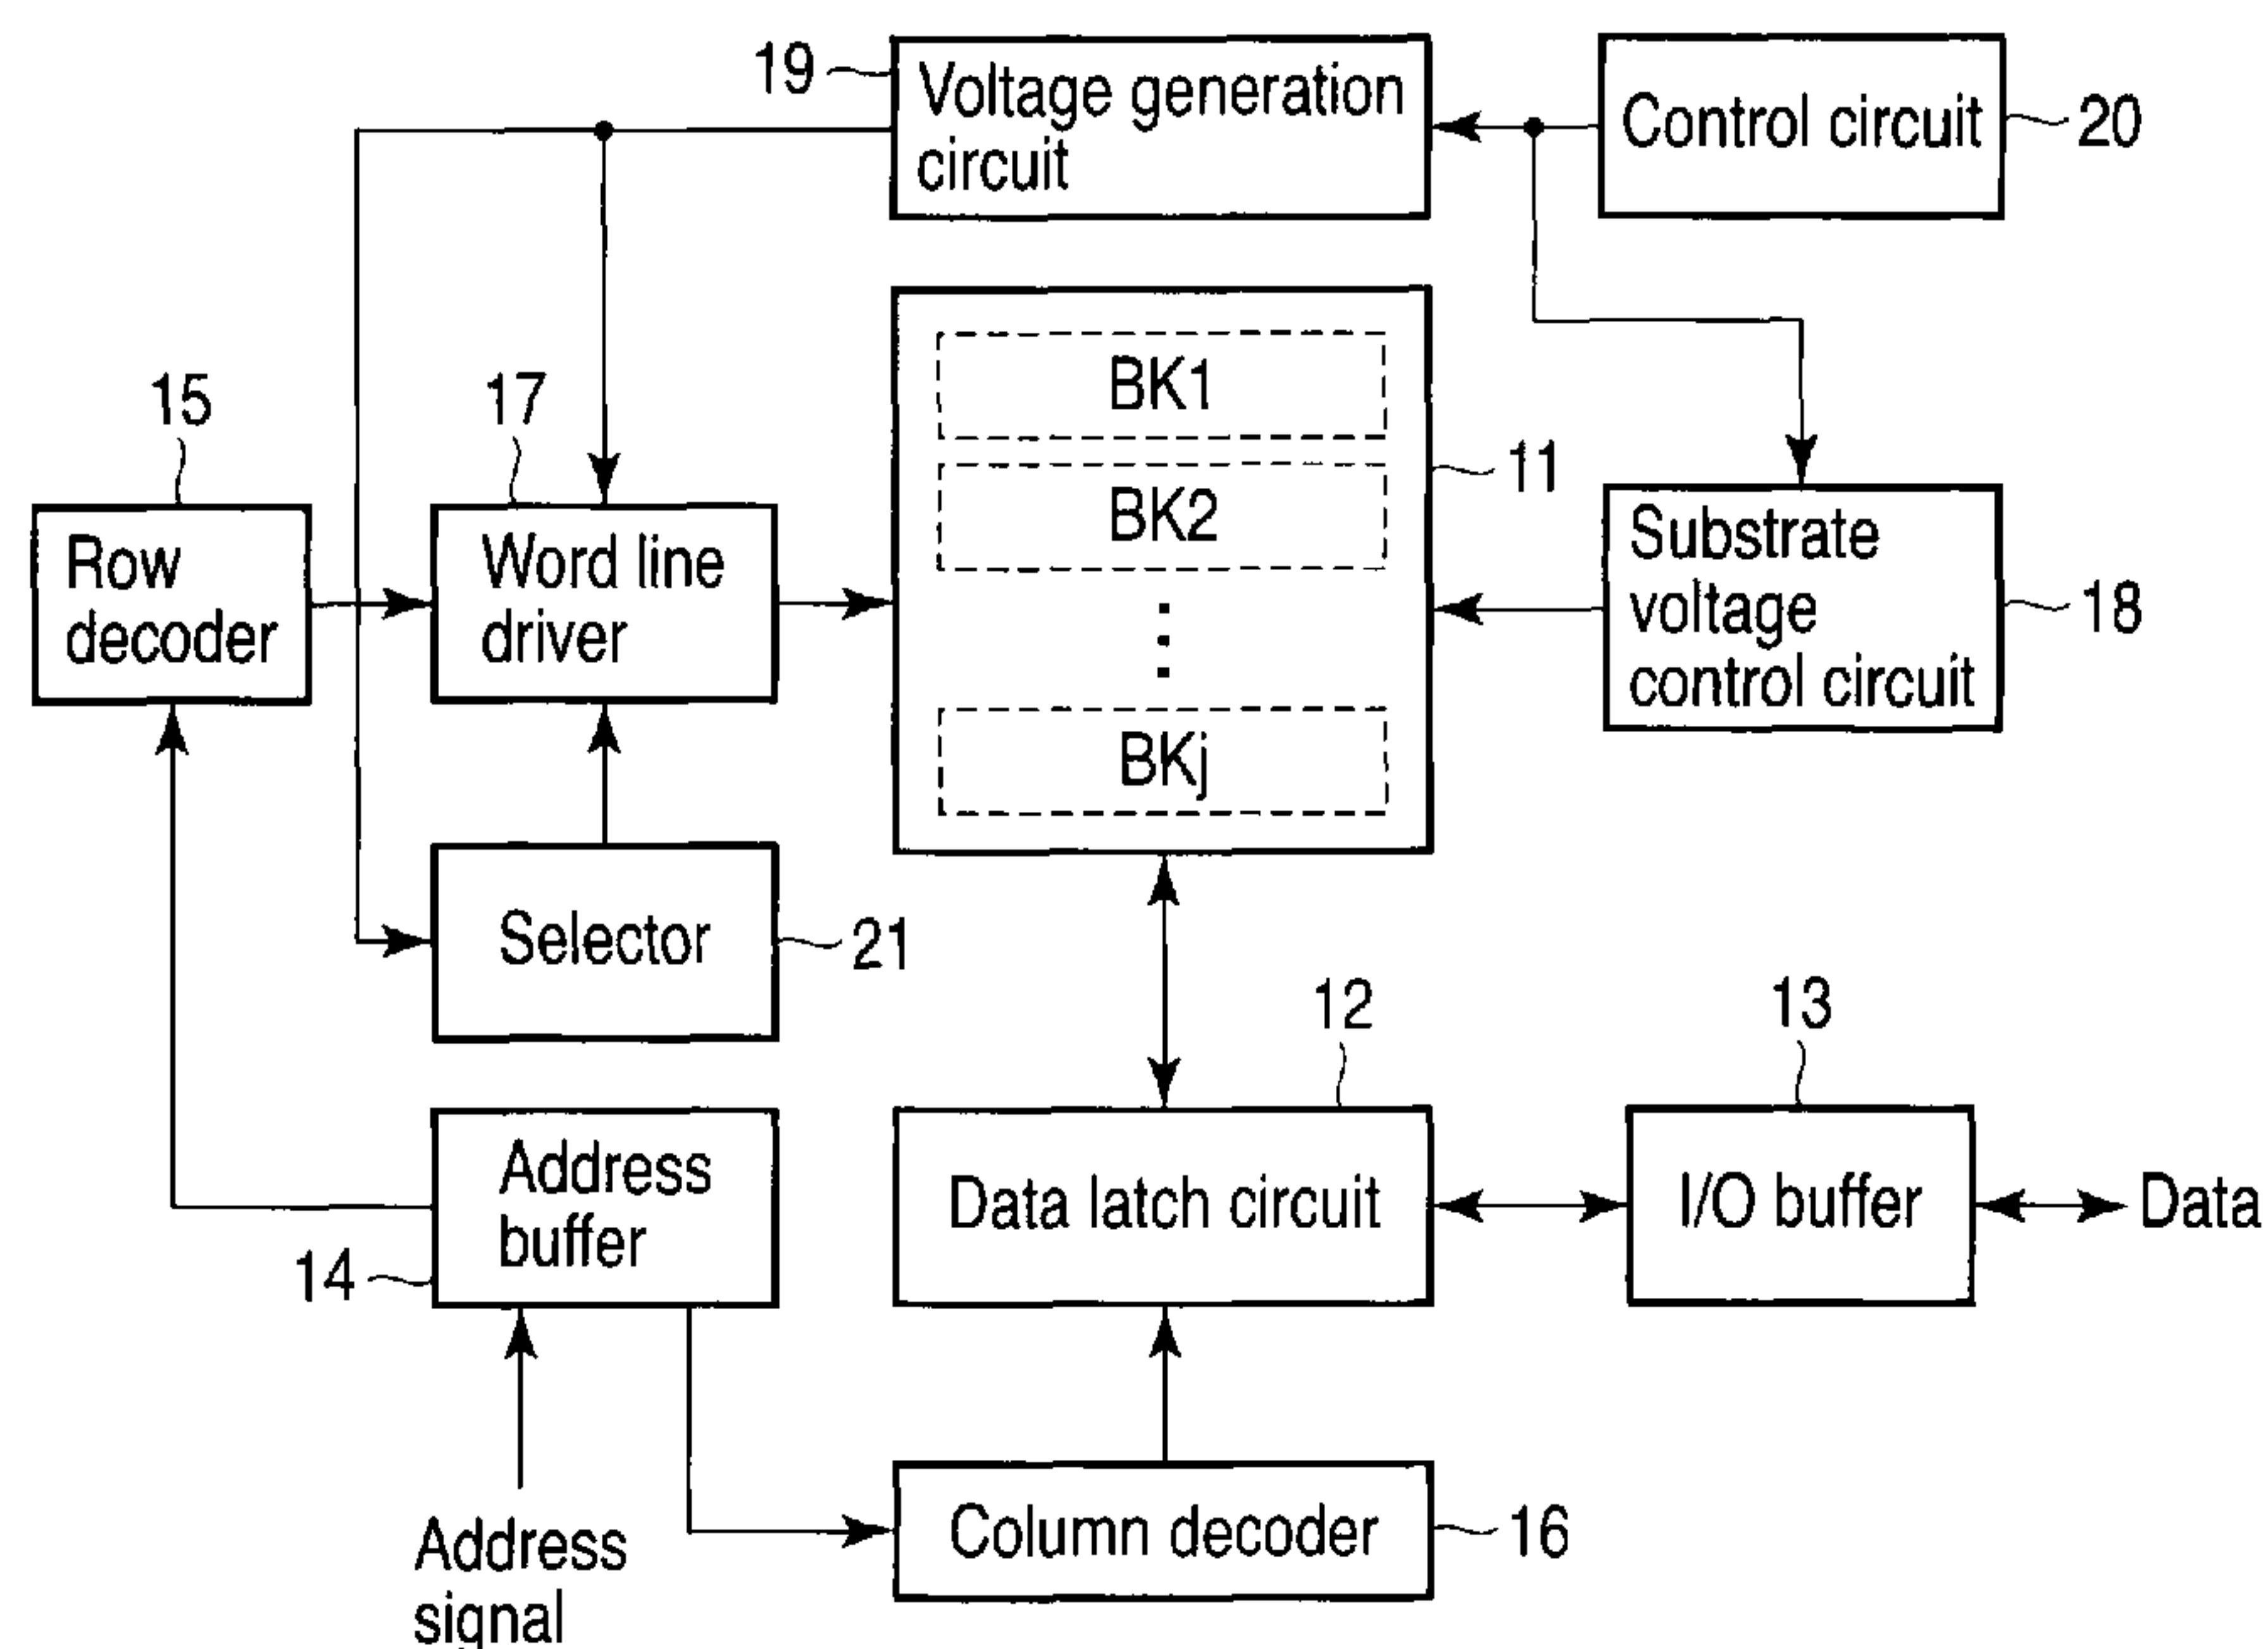 19
Voltage generation
circuit
Control circuit
20
BK1
15
17
11
BK2
Row
decoder
Word line
driver
Substrate
voltage
control circuit
18
BKj
Selector
21
12
13
Address
buffer
14
Data latch circuit
I/O buffer
Data
Column decoder
16
Address
signal